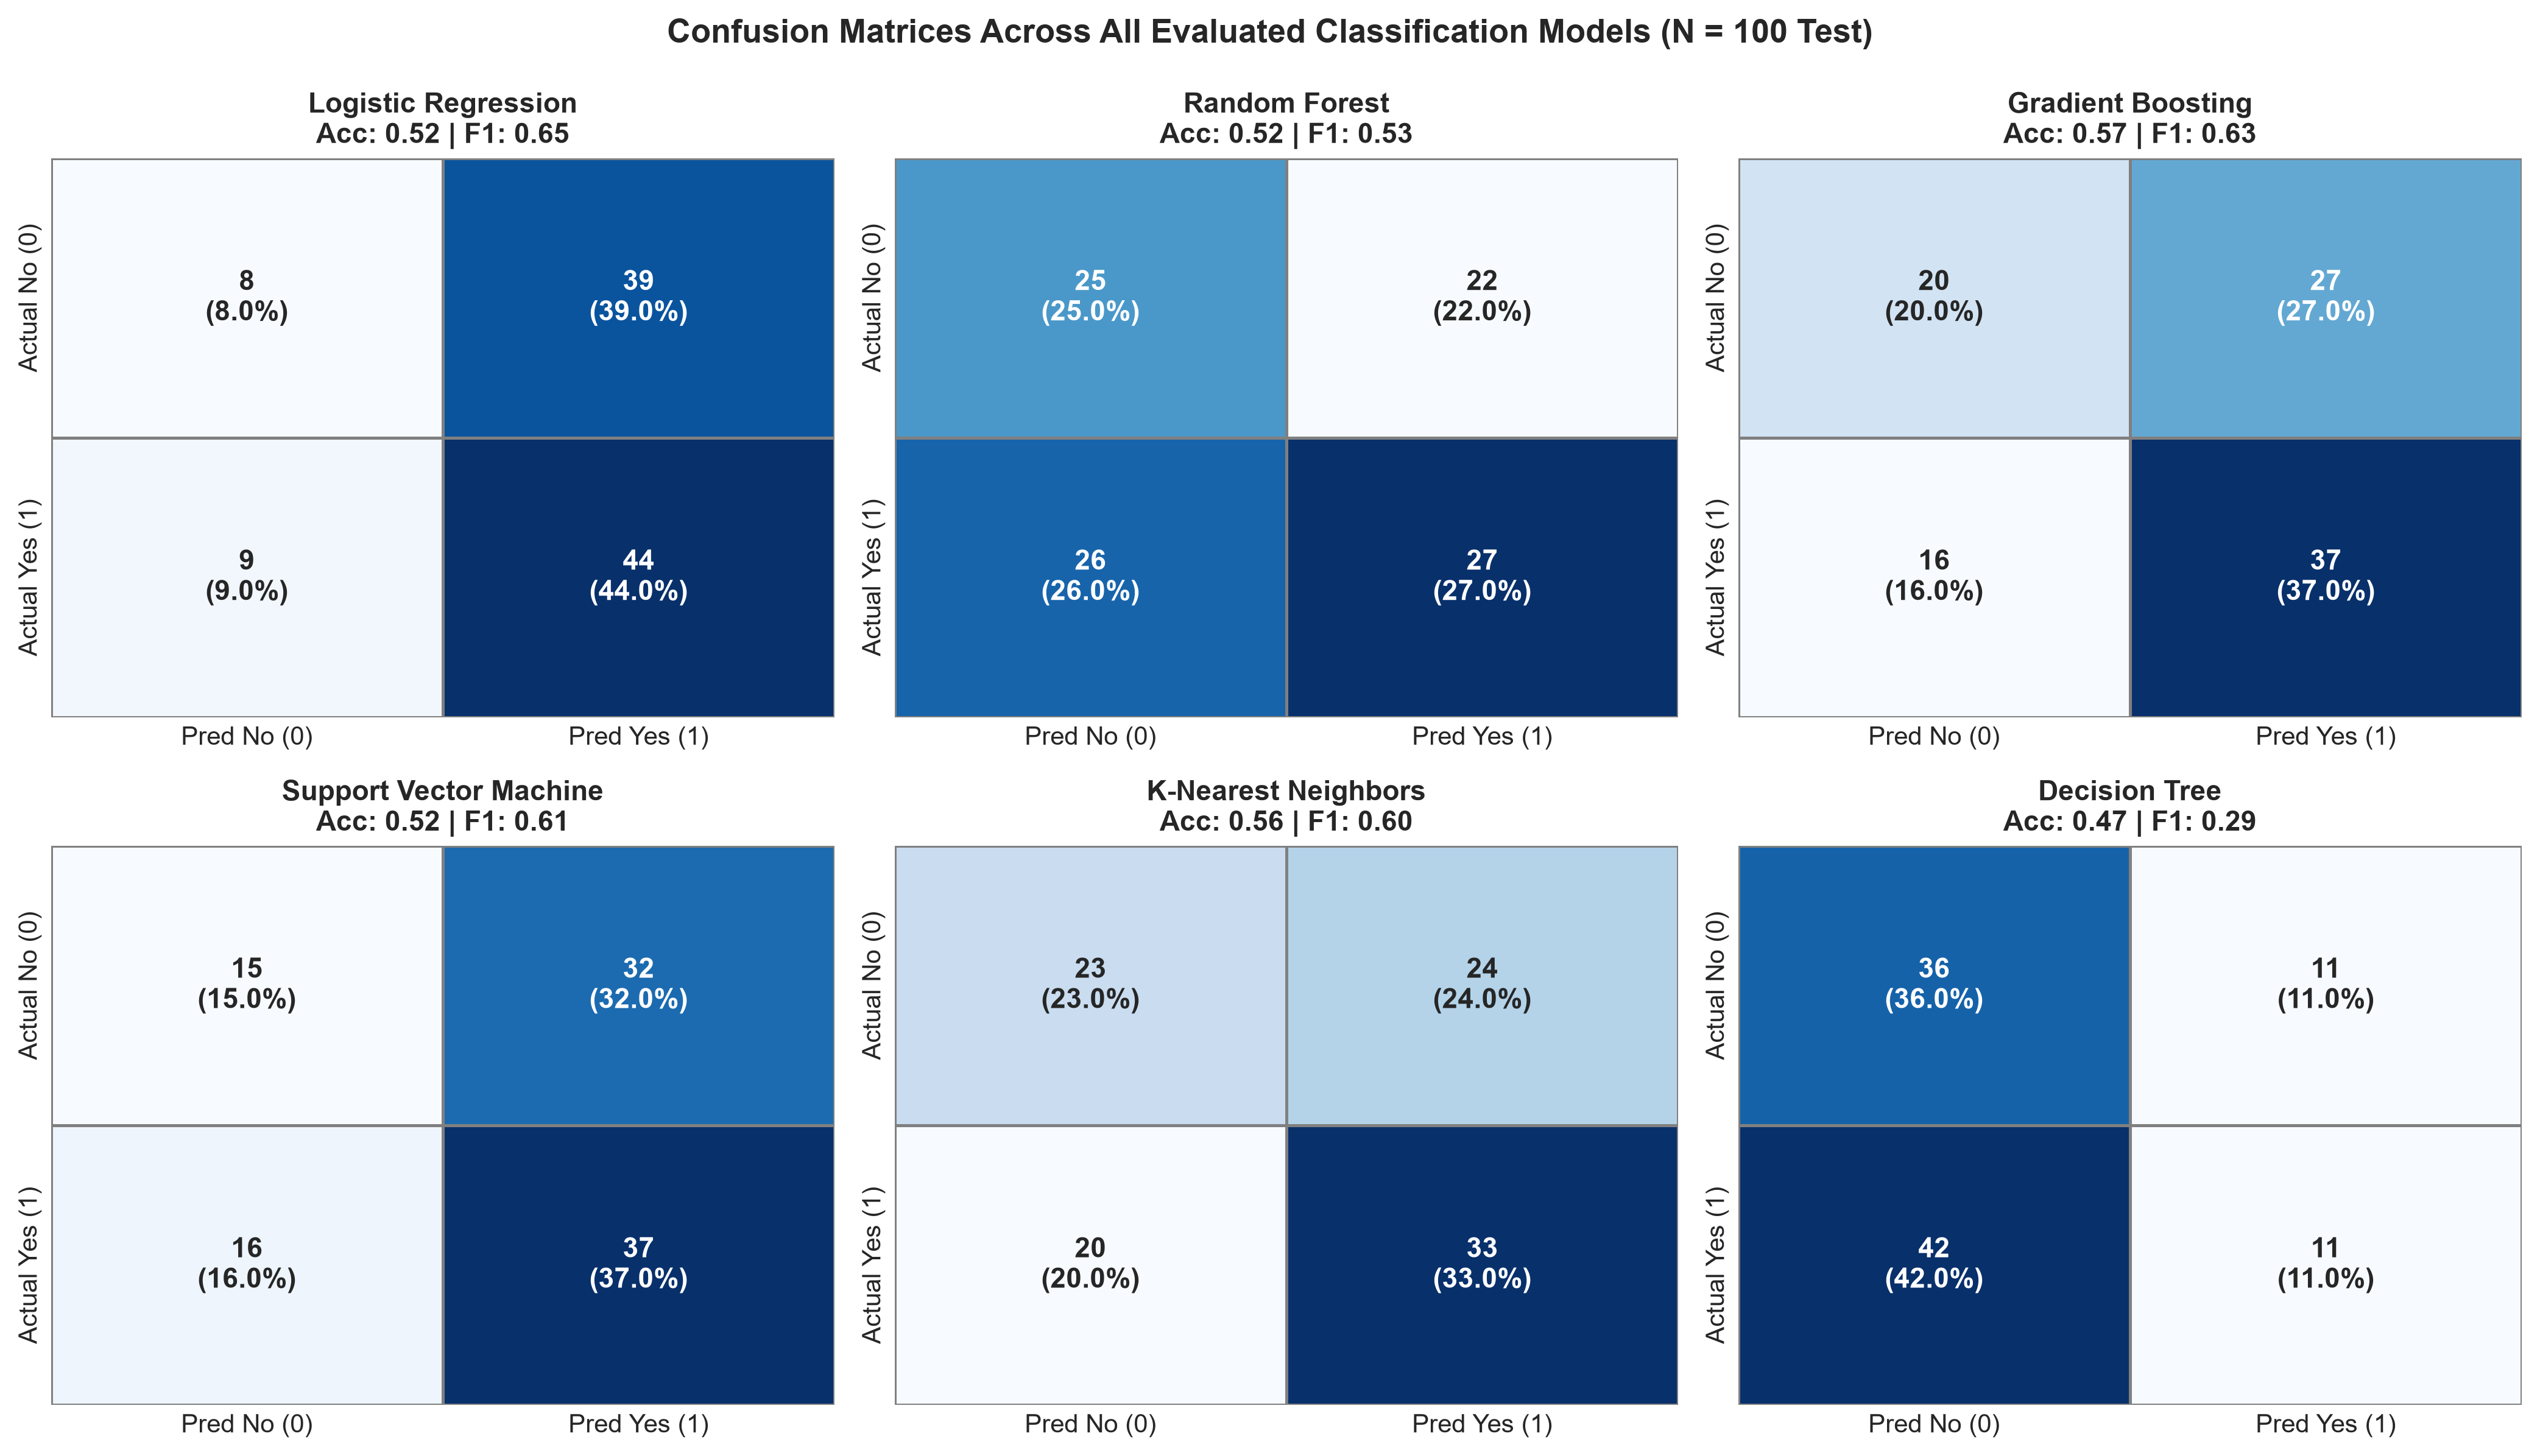 Confusion Matrices Across All Evaluated Classification Models (N = 100 Test)
Logistic Regression
Acc: 0.52 | F1: 0.65
Actual No (0)
8
(8.0%)
39
(39.0%)
Actual Yes (1)
9
(9.0%)
44
(44.0%)
Pred No (0)
Pred Yes (1)
Random Forest
Acc: 0.52 | F1: 0.53
Actual No (0)
25
(25.0%)
22
(22.0%)
Actual Yes (1)
26
(26.0%)
27
(27.0%)
Pred No (0)
Pred Yes (1)
Gradient Boosting
Acc: 0.57 | F1: 0.63
Actual No (0)
20
(20.0%)
27
(27.0%)
Actual Yes (1)
16
(16.0%)
37
(37.0%)
Pred No (0)
Pred Yes (1)
Support Vector Machine
Acc: 0.52 | F1: 0.61
Actual No (0)
15
(15.0%)
32
(32.0%)
Actual Yes (1)
16
(16.0%)
37
(37.0%)
Pred No (0)
Pred Yes (1)
K-Nearest Neighbors
Acc: 0.56 | F1: 0.60
Actual No (0)
23
(23.0%)
24
(24.0%)
Actual Yes (1)
20
(20.0%)
33
(33.0%)
Pred No (0)
Pred Yes (1)
Decision Tree
Acc: 0.47 | F1: 0.29
Actual No (0)
36
(36.0%)
11
(11.0%)
Actual Yes (1)
42
(42.0%)
11
(11.0%)
Pred No (0)
Pred Yes (1)